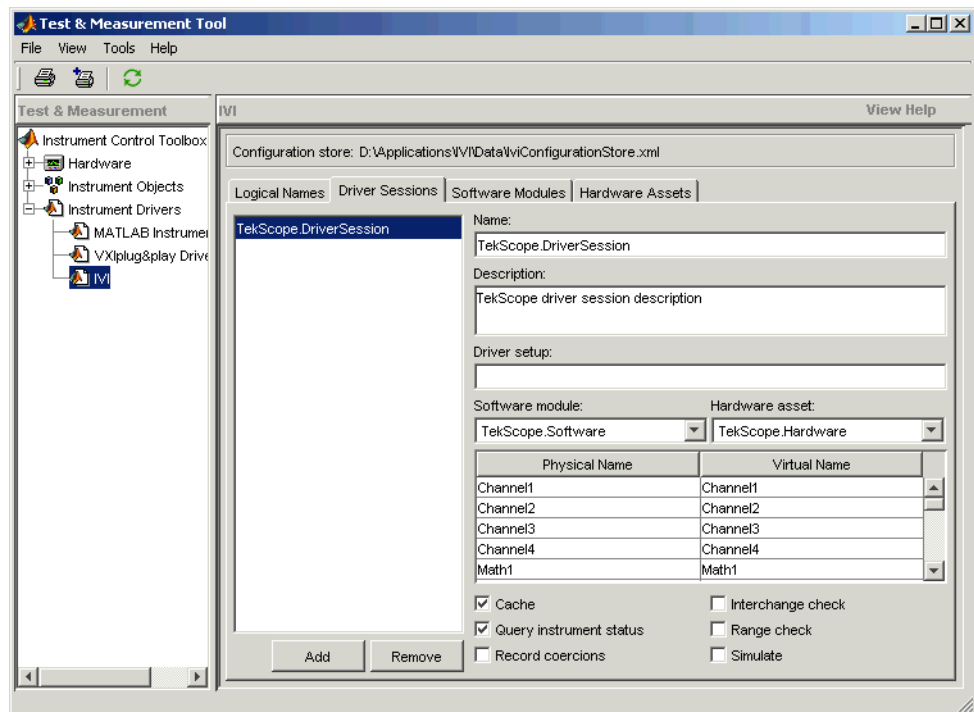 Test & Measurement Tool
File View Tools Help
Test & Measurement
IVI
View Help
Instrument Control Toolbox
Hardware
Instrument Objects
Instrument Drivers
MATLAB Instrumen
VXIplug&play Drive
IVI
Configuration store: D:\Applications\IVI\Data\IviConfigurationStore.xml
Logical Names Driver Sessions Software Modules Hardware Assets
TekScope.DriverSession
Add Remove
Name:
TekScope.DriverSession
Description:
TekScope driver session description
Driver setup:
Software module: Hardware asset:
TekScope.Software TekScope.Hardware
Physical Name Virtual Name
Channel1 Channel1
Channel2 Channel2
Channel3 Channel3
Channel4 Channel4
Math1 Math1
Cache Interchange check
Query instrument status Range check
Record coercions Simulate